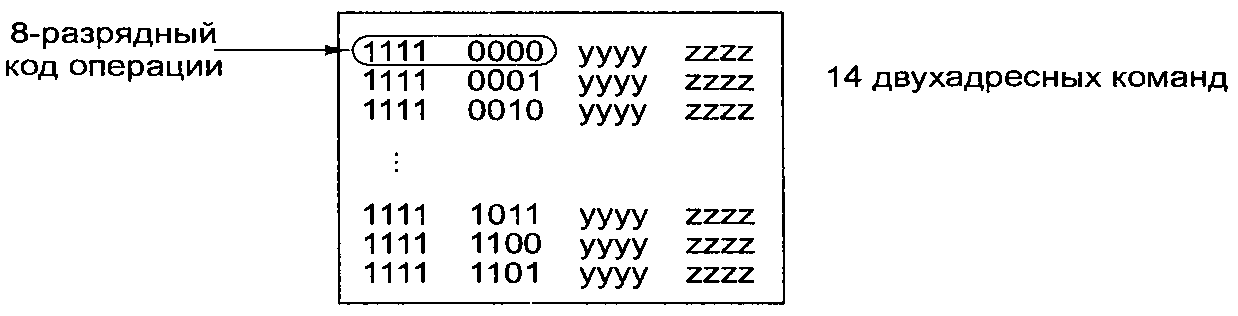 8-разрядный
код операции
1111 0000 yyyy zzzz
1111 0001 yyyy zzzz
1111 0010 yyyy zzzz
⋮
1111 1011 yyyy zzzz
1111 1100 yyyy zzzz
1111 1101 yyyy zzzz
14 двухадресных команд